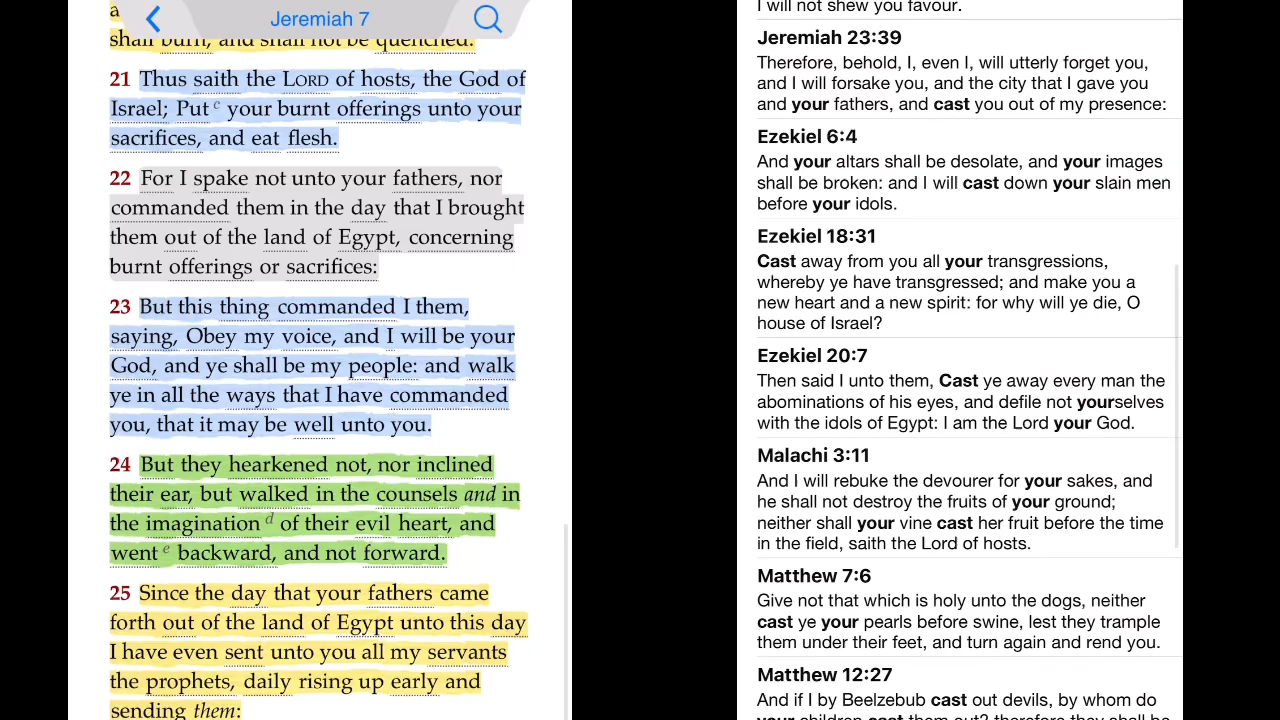 a
Jeremiah 7
shall burn, and shall not be quenched.
21 Thus saith the LORD of hosts, the God of
Israel; Put c your burnt offerings unto your
sacrifices, and eat flesh.
22 For I spake not unto your fathers, nor
commanded them in the day that I brought
them out of the land of Egypt, concerning
burnt offerings or sacrifices:
23 But this thing commanded I them,
saying, Obey my voice, and I will be your
God, and ye shall be my people: and walk
ye in all the ways that I have commanded
you, that it may be well unto you.
24 But they hearkened not, nor inclined
their ear, but walked in the counsels and in
the imagination d of their evil heart, and
went e backward, and not forward.
25 Since the day that your fathers came
forth out of the land of Egypt unto this day
I have even sent unto you all my servants
the prophets, daily rising up early and
sending them:
I will not shew you favour.
Jeremiah 23:39
Therefore, behold, I, even I, will utterly forget you,
and I will forsake you, and the city that I gave you
and your fathers, and cast you out of my presence:
Ezekiel 6:4
And your altars shall be desolate, and your images
shall be broken: and I will cast down your slain men
before your idols.
Ezekiel 18:31
Cast away from you all your transgressions,
whereby ye have transgressed; and make you a
new heart and a new spirit: for why will ye die, O
house of Israel?
Ezekiel 20:7
Then said I unto them, Cast ye away every man the
abominations of his eyes, and defile not yourselves
with the idols of Egypt: I am the Lord your God.
Malachi 3:11
And I will rebuke the devourer for your sakes, and
he shall not destroy the fruits of your ground;
neither shall your vine cast her fruit before the time
in the field, saith the Lord of hosts.
Matthew 7:6
Give not that which is holy unto the dogs, neither
cast ye your pearls before swine, lest they trample
them under their feet, and turn again and rend you.
Matthew 12:27
And if I by Beelzebub cast out devils, by whom do
your children cast them out? therefore they shall be